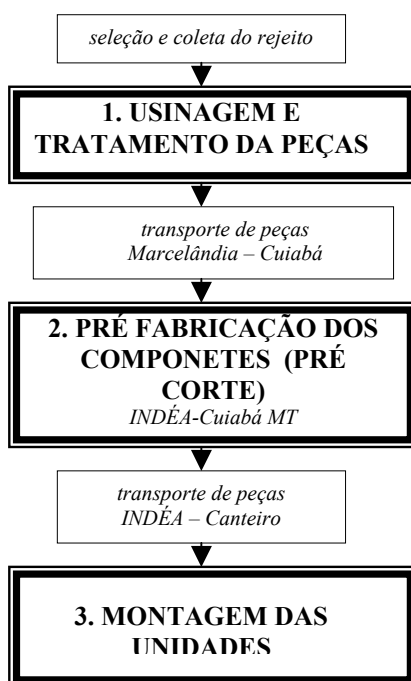 seleção e coleta do rejeito
1. USINAGEM E
TRATAMENTO DA PEÇAS
transporte de peças
Marcelândia – Cuiabá
2. PRÉ FABRICAÇÃO DOS
COMPONETES (PRÉ
CORTE)
INDÉA-Cuiabá MT
transporte de peças
INDÉA – Canteiro
3. MONTAGEM DAS
UNIDADES